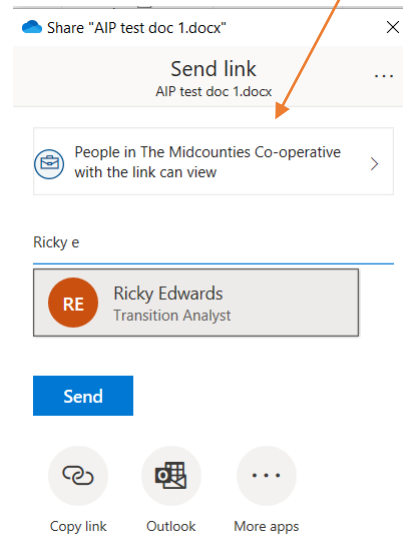 Share "AIP test doc 1.docx"
Send link
AIP test doc 1.docx
People in The Midcounties Co-operative
with the link can view
Ricky e
RE
Ricky Edwards
Transition Analyst
Send
Copy link
Outlook
More apps